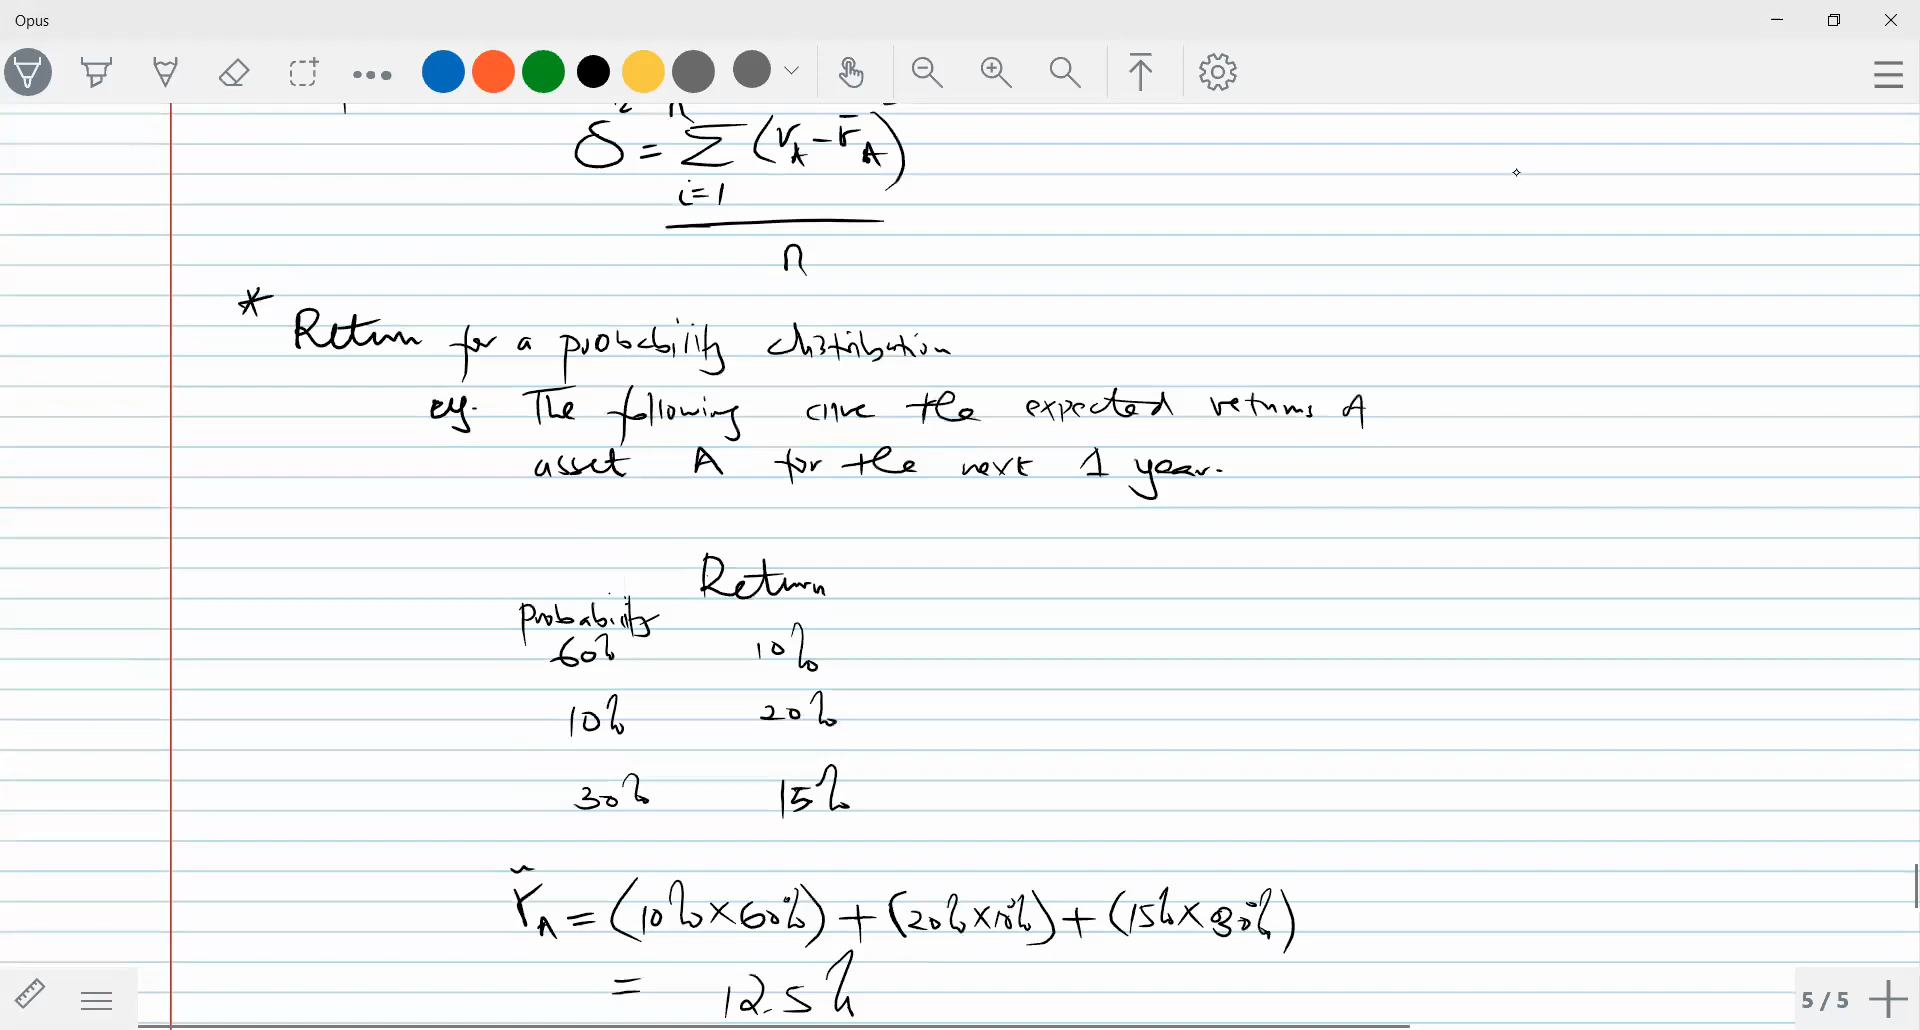 Opus
δ² = n Σ i=1 (r_A − r̄_A)²
n
* Return for a probability distribution
eg. The following are the expected returns A
asset A for the next 1 year.
Return
probability
60% 10%
10% 20%
30% 15%
r̃_A = (10% × 60%) + (20% × 10%) + (15% × 30%)
= 12.5%
5 / 5